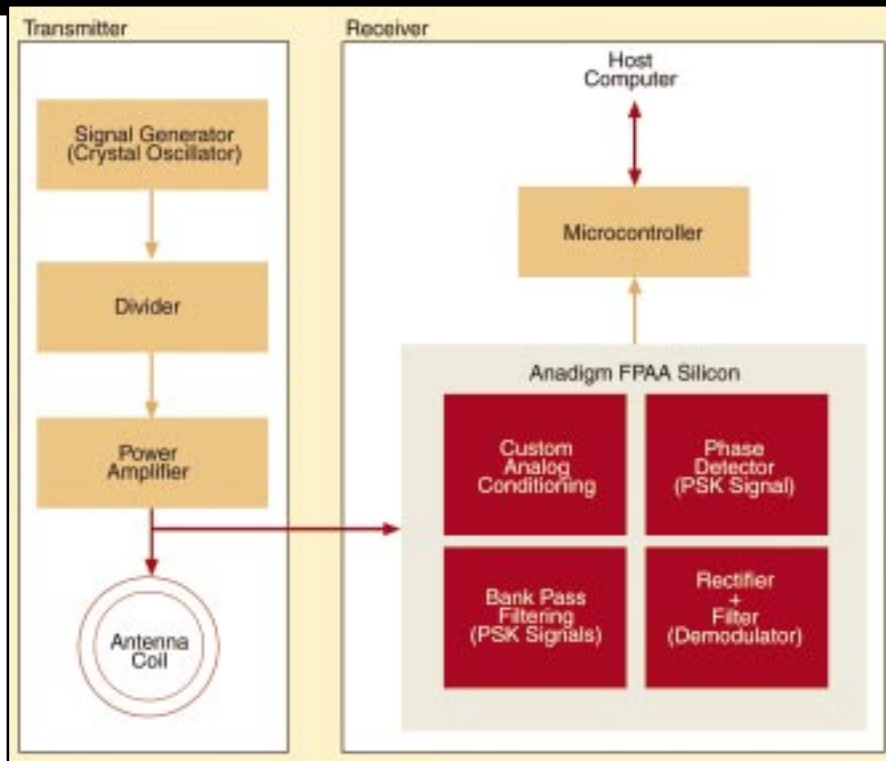 Transmitter
Signal Generator
(Crystal Oscillator)
Divider
Power
Amplifier
Antenna
Coil
Receiver
Host
Computer
Microcontroller
Anadigm FPAA Silicon
Custom
Analog
Conditioning
Phase
Detector
(PSK Signal)
Bank Pass
Filtering
(PSK Signals)
Rectifier
+
Filter
(Demodulator)